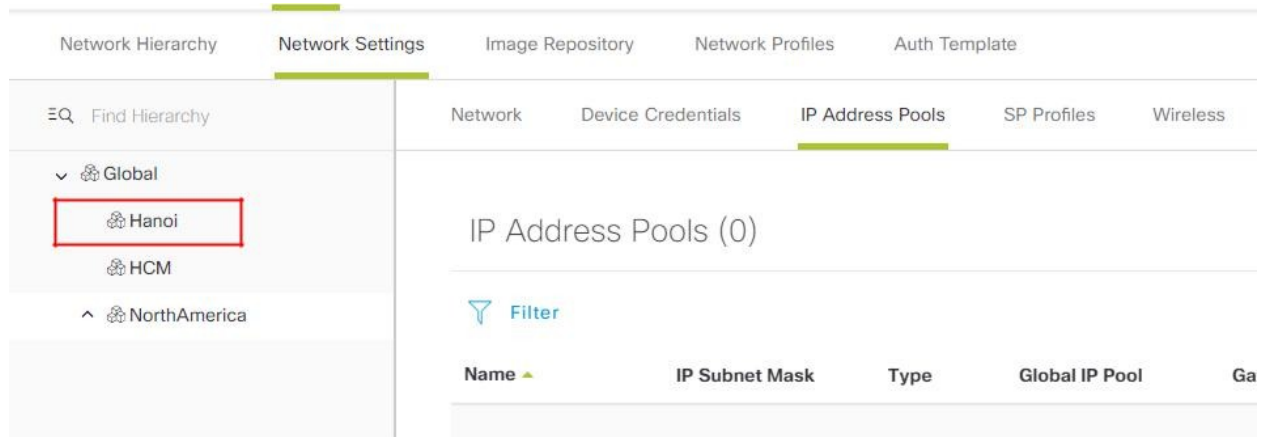 Network Hierarchy Network Settings Image Repository Network Profiles Auth Template
Find Hierarchy
Network Device Credentials IP Address Pools SP Profiles Wireless
Global
Hanoi
HCM
NorthAmerica
IP Address Pools (0)
Filter
Name IP Subnet Mask Type Global IP Pool Ga